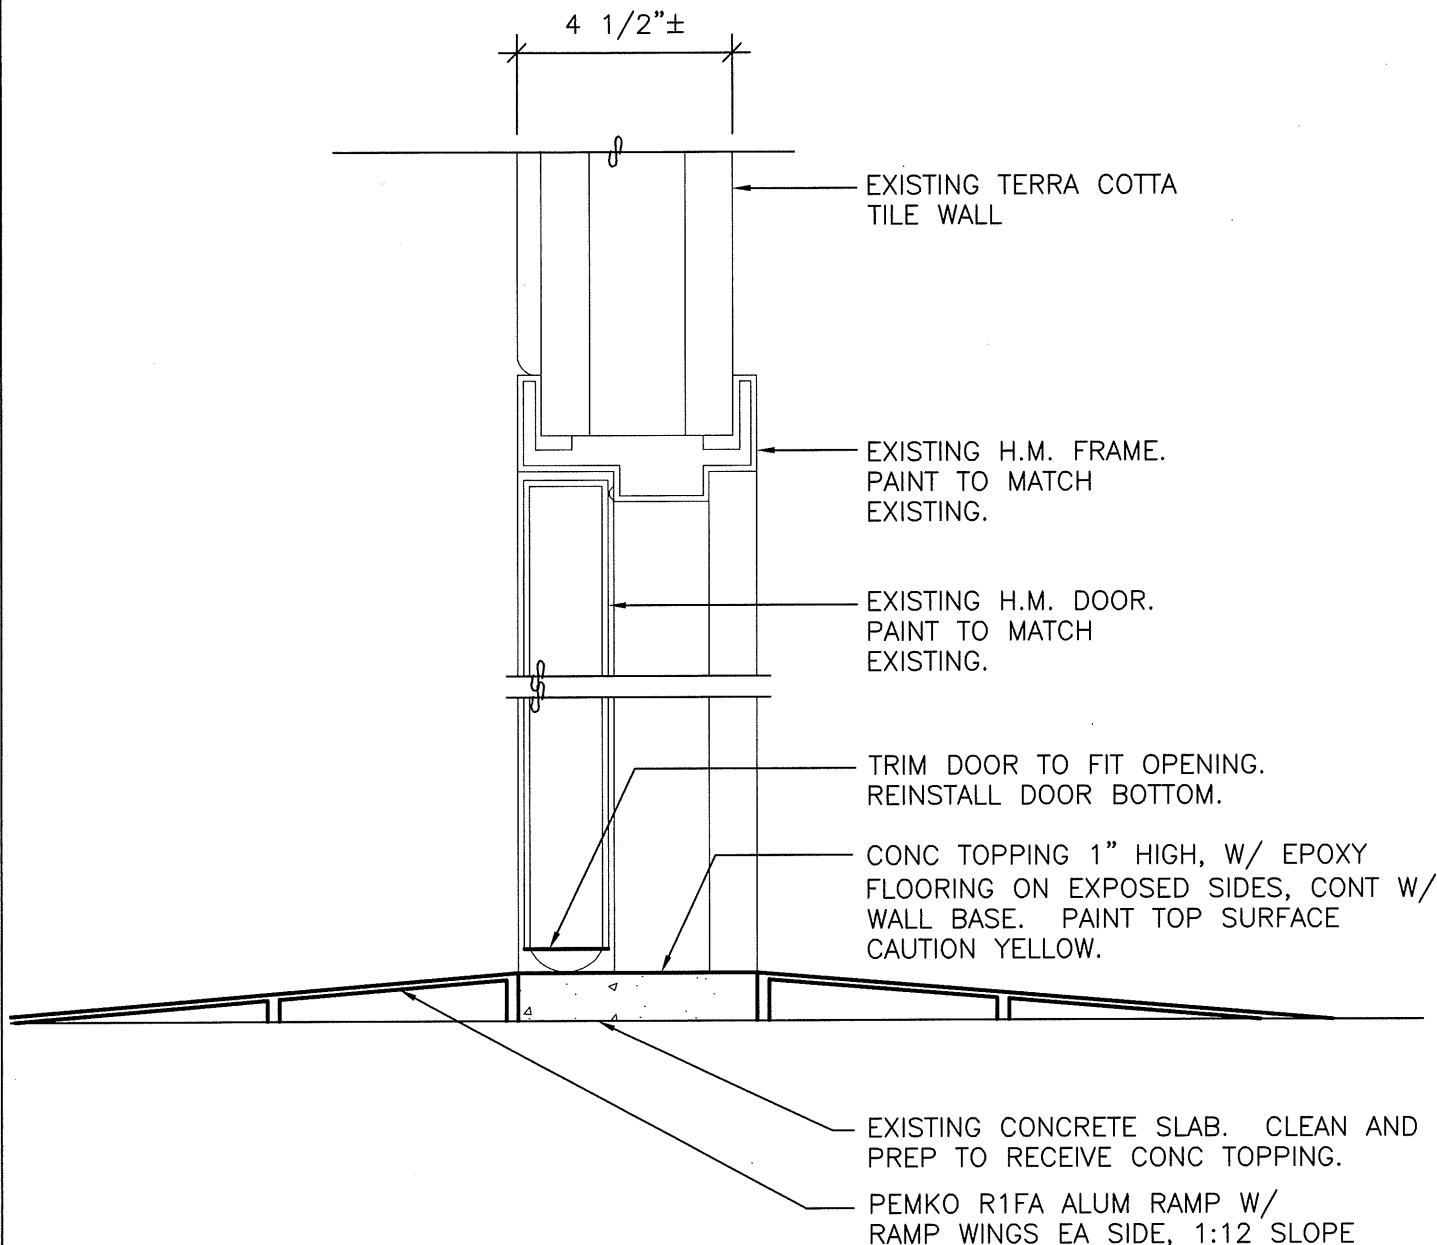 4 1/2"±
EXISTING TERRA COTTA
TILE WALL
EXISTING H.M. FRAME.
PAINT TO MATCH
EXISTING.
EXISTING H.M. DOOR.
PAINT TO MATCH
EXISTING.
TRIM DOOR TO FIT OPENING.
REINSTALL DOOR BOTTOM.
CONC TOPPING 1" HIGH, W/ EPOXY
FLOORING ON EXPOSED SIDES, CONT W/
WALL BASE. PAINT TOP SURFACE
CAUTION YELLOW.
EXISTING CONCRETE SLAB. CLEAN AND
PREP TO RECEIVE CONC TOPPING.
PEMKO R1FA ALUM RAMP W/
RAMP WINGS EA SIDE, 1:12 SLOPE